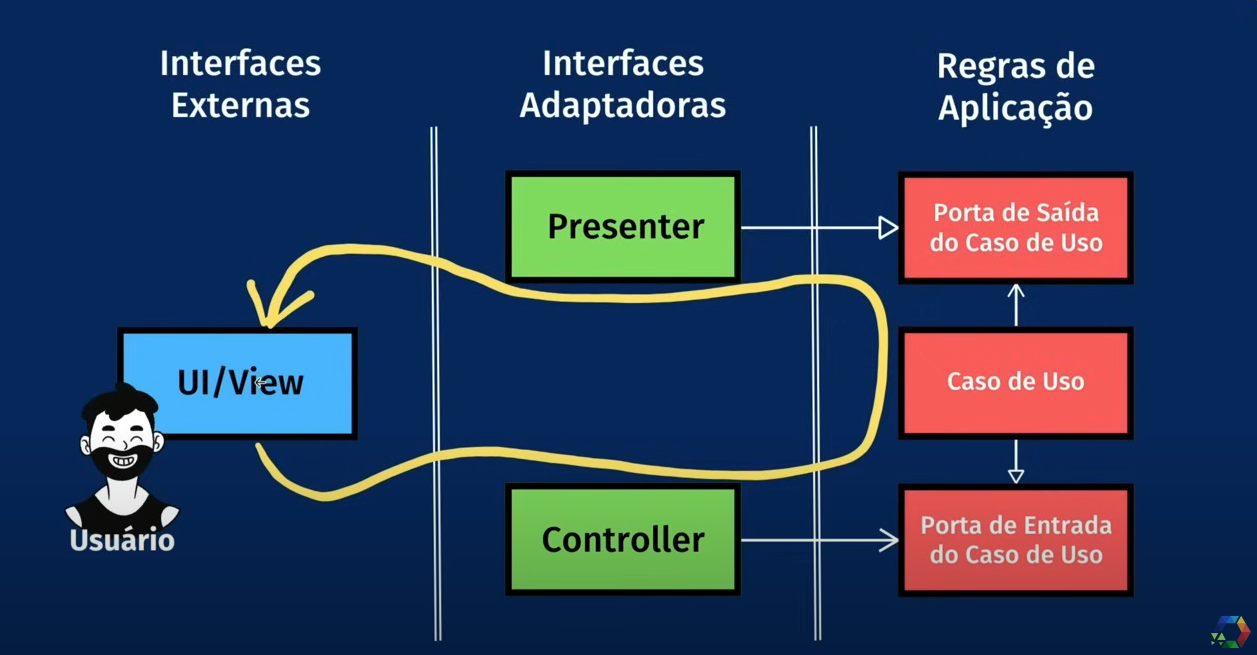 Interfaces
Externas
Interfaces
Adaptadoras
Regras de
Aplicação
Presenter
Porta de Saída
do Caso de Uso
UI/View
Caso de Uso
Usuário
Controller
Porta de Entrada
do Caso de Uso